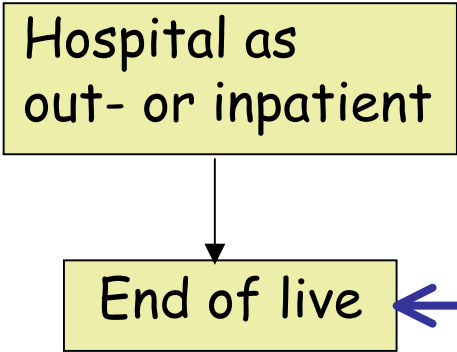 Hospital as
out- or inpatient
End of live